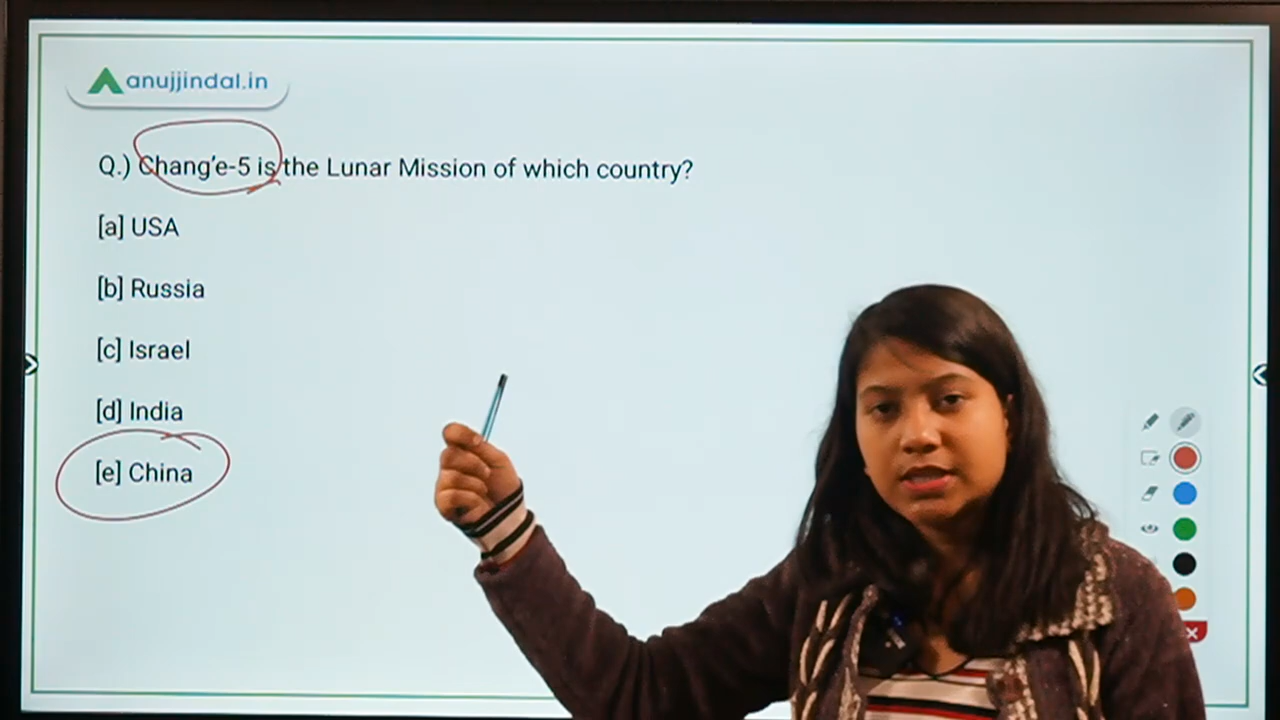 anujjindal.in
Q.) Chang'e-5 is the Lunar Mission of which country?
[a] USA
[b] Russia
[c] Israel
[d] India
[e] China